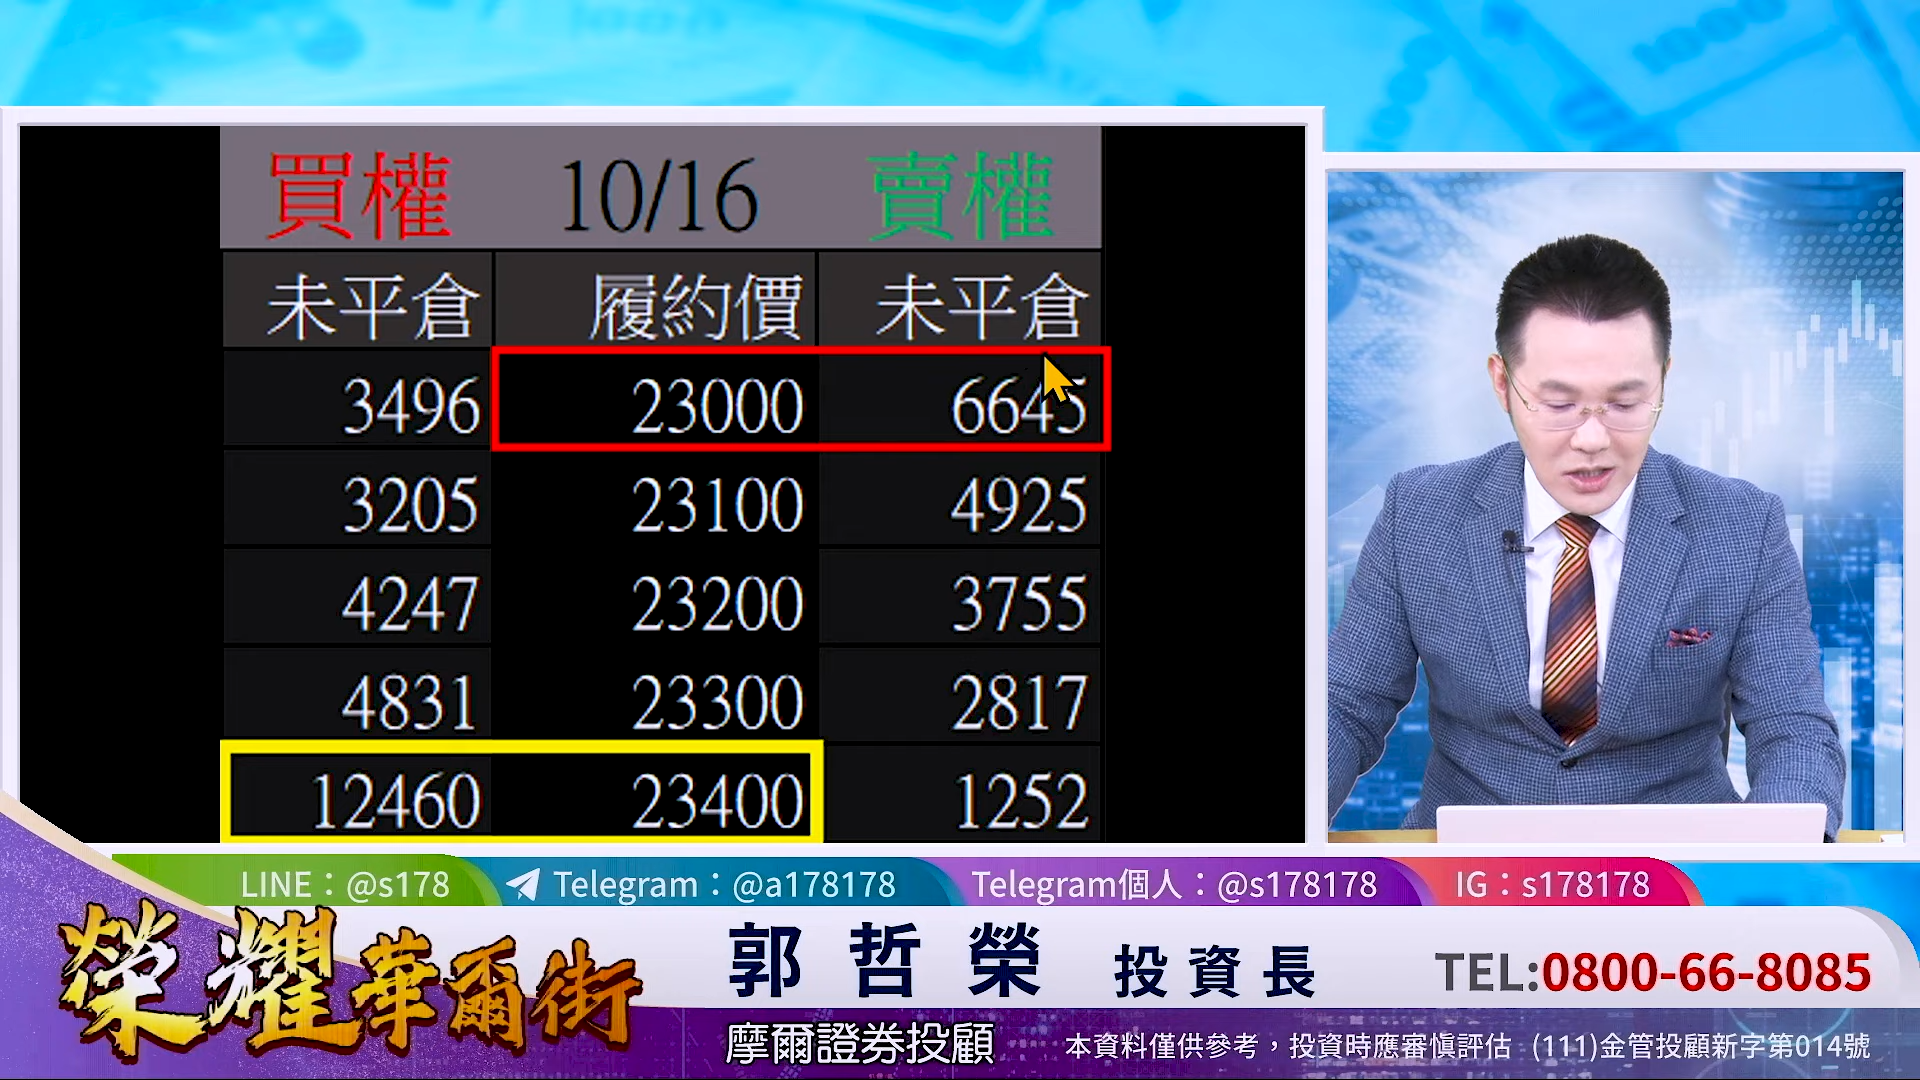 買權 10/16 賣權
未平倉 履約價 未平倉
3496 23000 6645
3205 23100 4925
4247 23200 3755
4831 23300 2817
12460 23400 1252
LINE：@s178 Telegram：@a178178 Telegram個人：@s178178 IG：s178178
榮耀華爾街
郭哲榮 投資長 TEL:0800-66-8085
摩爾證券投顧 本資料僅供參考，投資時應審慎評估 (111)金管投顧新字第014號